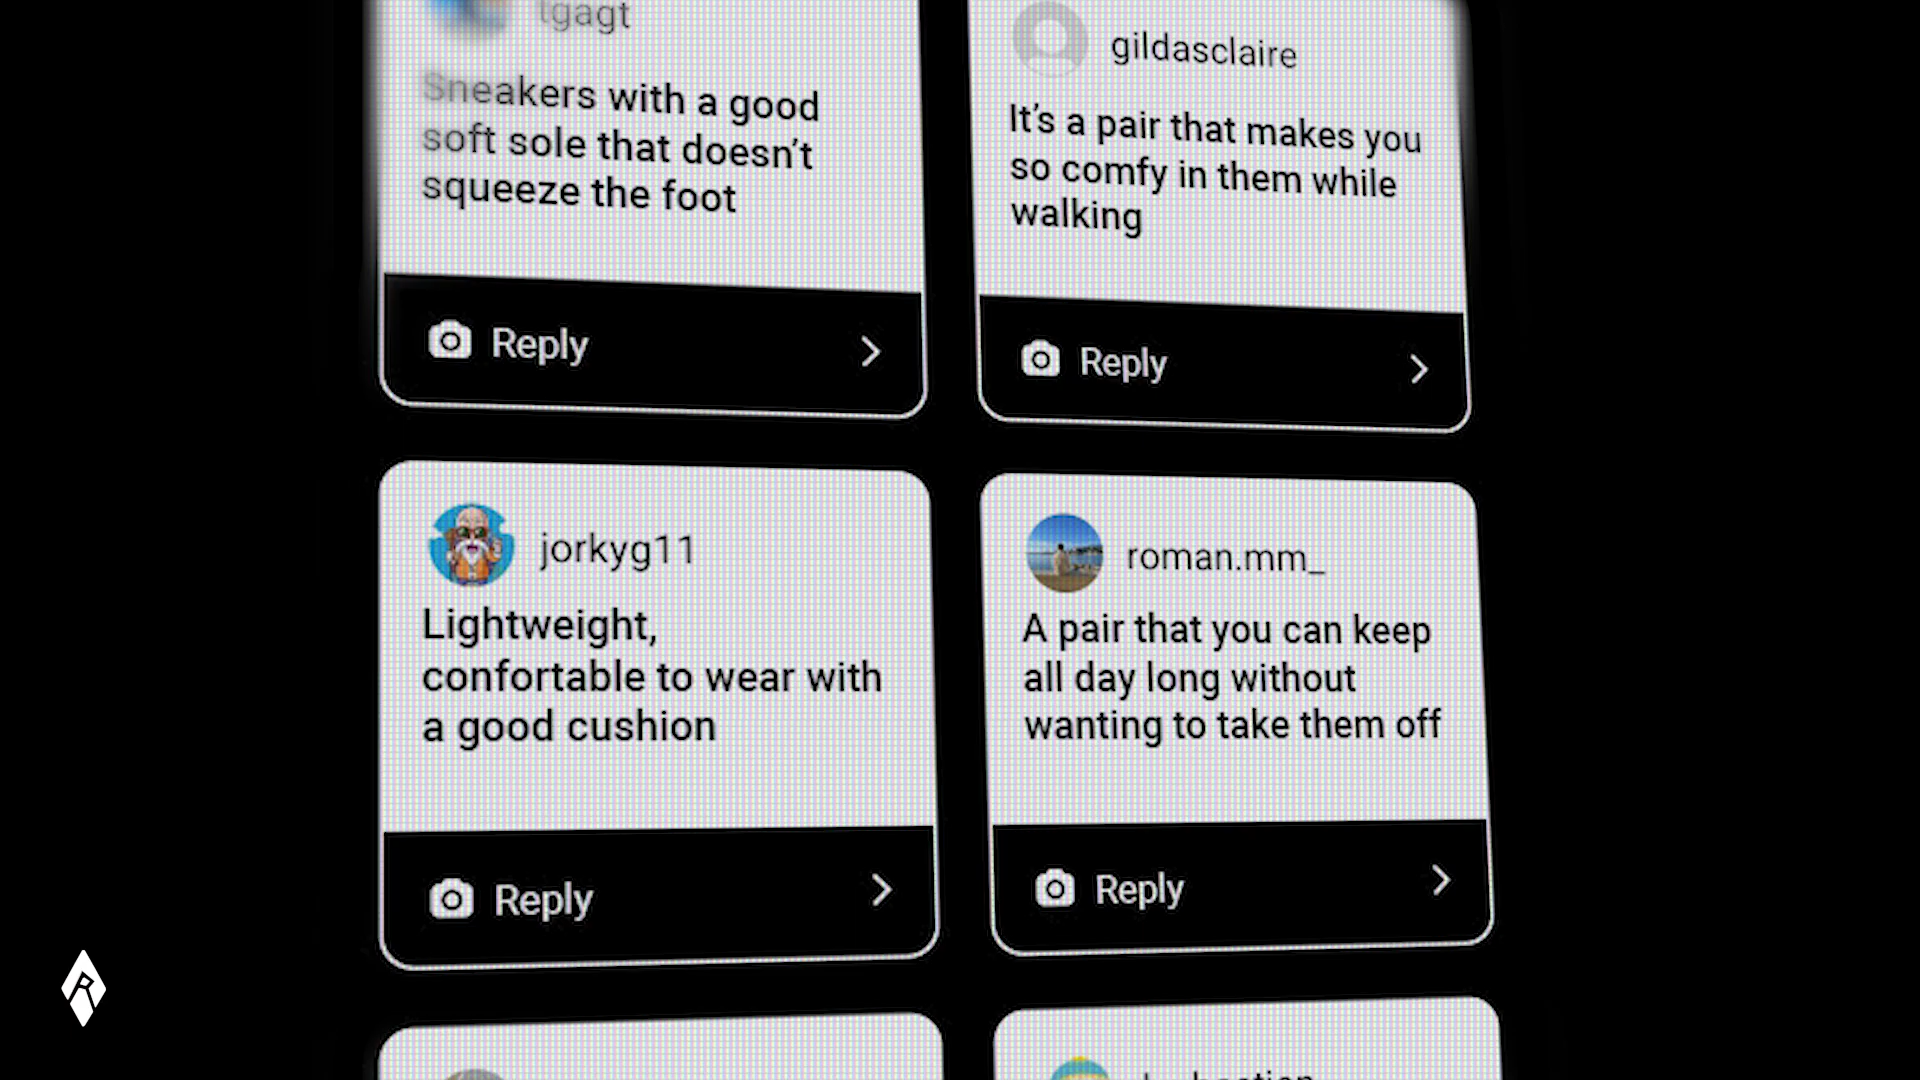 tgagt
Sneakers with a good
soft sole that doesn't
squeeze the foot
Reply
gildasclaire
It's a pair that makes you
so comfy in them while
walking
Reply
jorkyg11
Lightweight,
confortable to wear with
a good cushion
Reply
roman.mm_
A pair that you can keep
all day long without
wanting to take them off
Reply